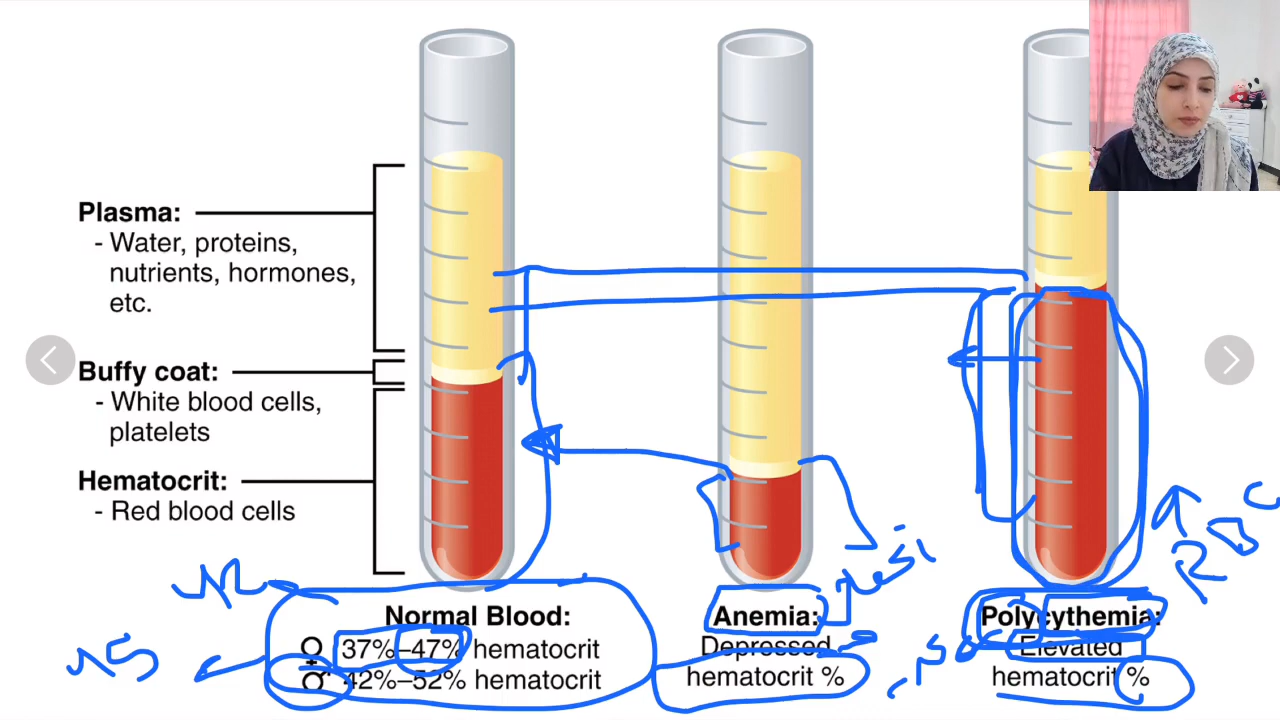 Plasma:
- Water, proteins,
nutrients, hormones,
etc.
Buffy coat:
- White blood cells,
platelets
Hematocrit:
- Red blood cells
Normal Blood:
♀ 37%–47% hematocrit
♂ 42%–52% hematocrit
Anemia:
Depressed
hematocrit %
Polycythemia:
Elevated
hematocrit %
RBC